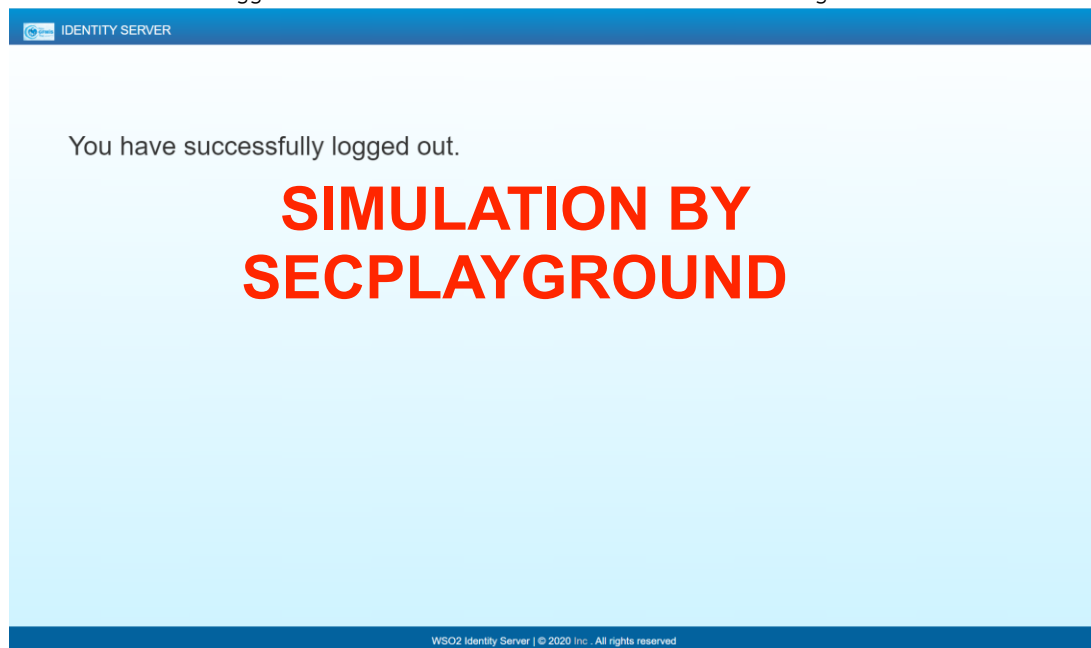 IDENTITY SERVER
You have successfully logged out.
SIMULATION BY
SECPLAYGROUND
WSO2 Identity Server | © 2020 Inc . All rights reserved